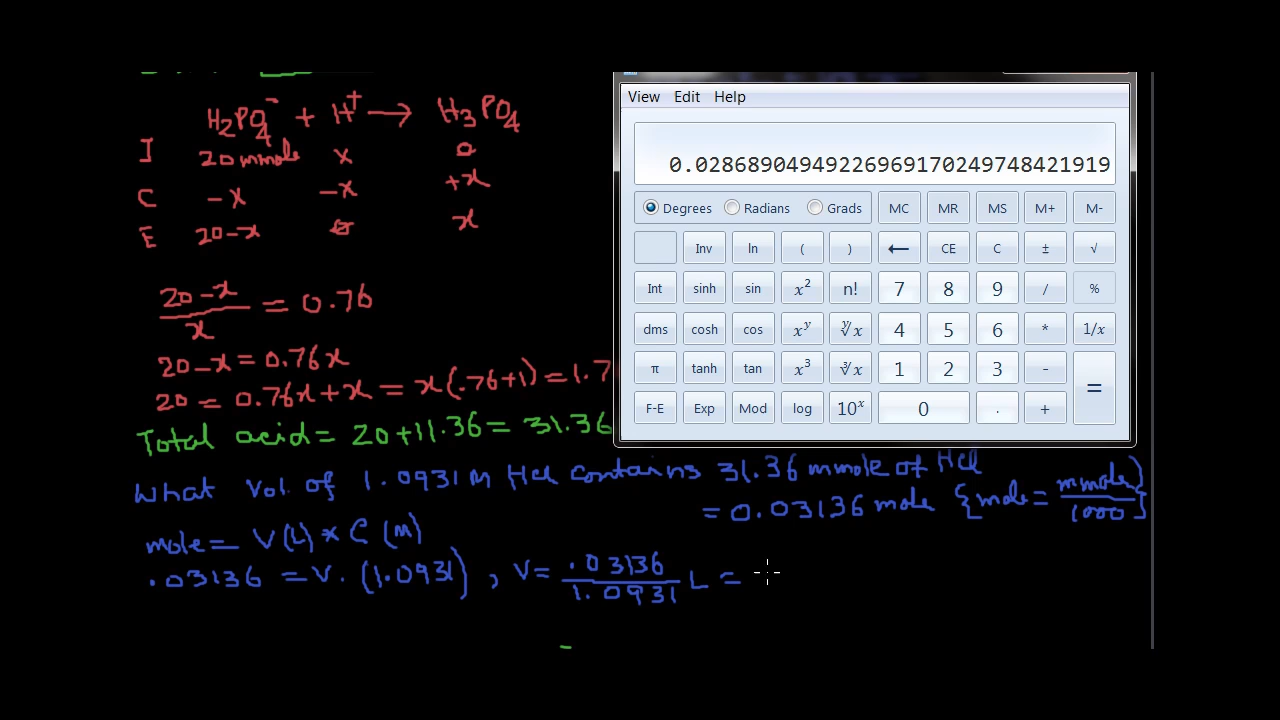 H₂PO₄⁻ + H⁺ → H₃PO₄
I 20 mmole x 0
C -x -x +x
E 20-x x
20-x / x = 0.76
20-x = 0.76x
20 = 0.76x + x = x(.76+1) = 1.7
Total acid = 20+11.36 = 31.36
What Vol. of 1.0931 M Hcl Contains 31.36 mmole of Hcl
= 0.03136 mole {mole = mmole / 1000}
mole = V(L) x C (M)
.03136 = V. (1.0931), V = .03136 / 1.0931 L =
View Edit Help
0.02868904949226969170249748421919
Degrees Radians Grads MC MR MS M+ M-
Inv ln ( ) ← CE C ± √
Int sinh sin x² n! 7 8 9 / %
dms cosh cos xʸ ʸ√x 4 5 6 * 1/x
π tanh tan x³ ³√x 1 2 3 - =
F-E Exp Mod log 10ˣ 0 . +